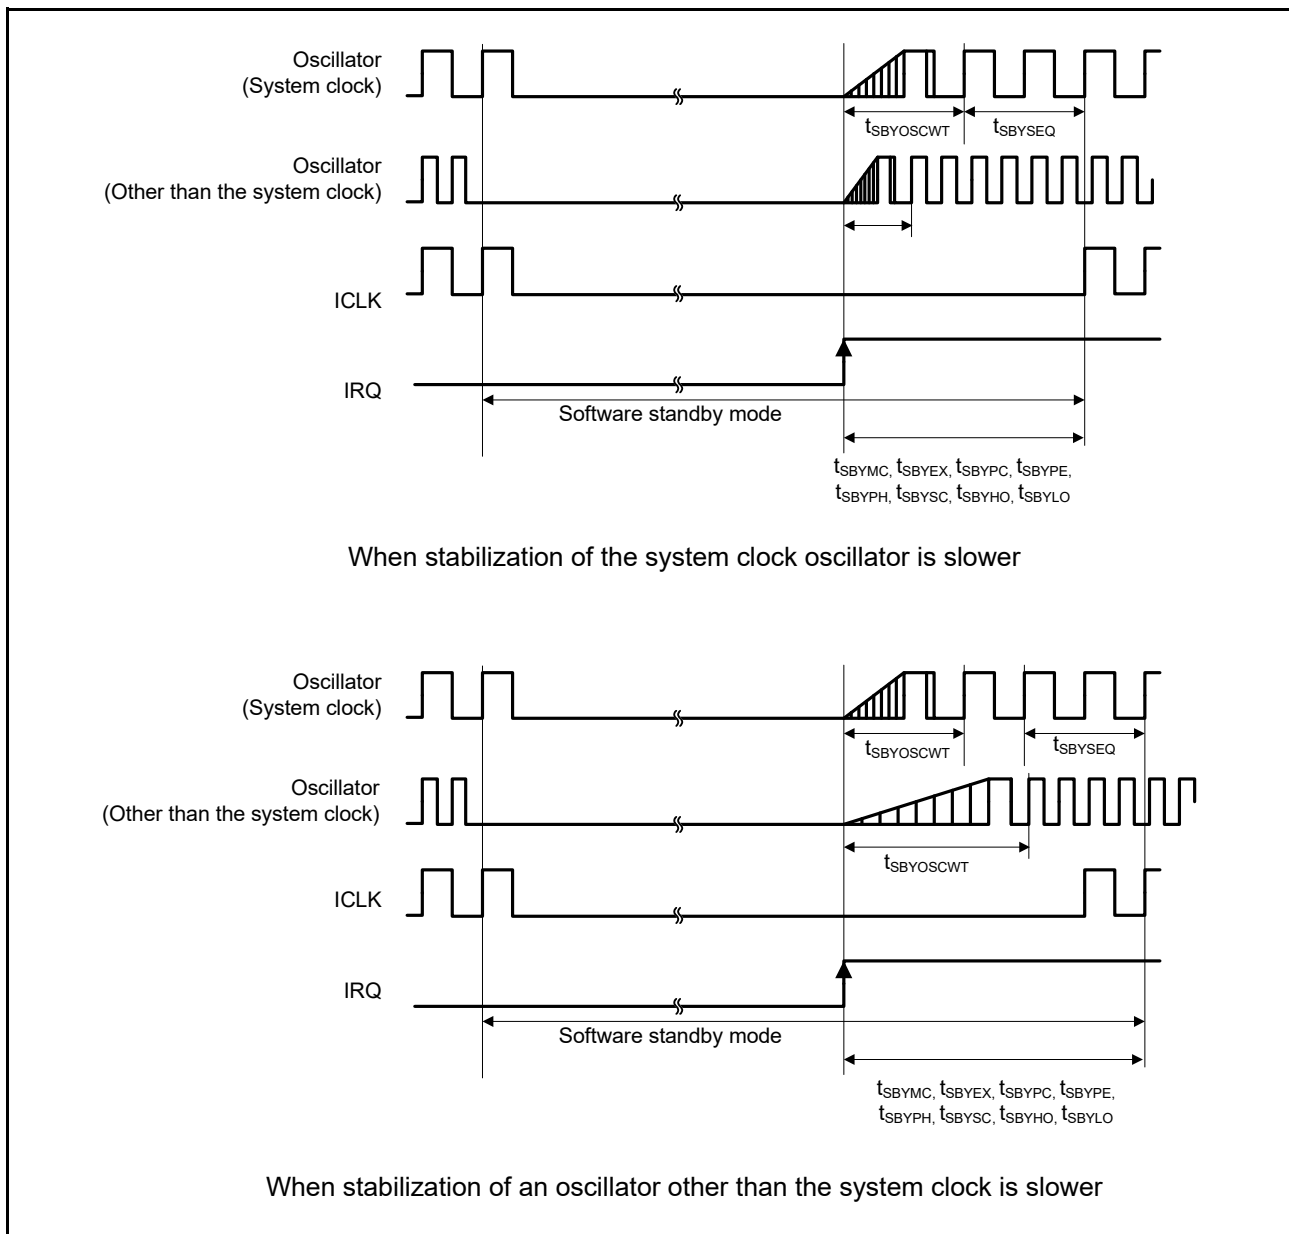 Oscillator
(System clock)
tSBYOSCWT
tSBYSEQ
Oscillator
(Other than the system clock)
ICLK
IRQ
Software standby mode
tSBYMC, tSBYEX, tSBYPC, tSBYPE,
tSBYPH, tSBYSC, tSBYHO, tSBYLO
When stabilization of the system clock oscillator is slower
Oscillator
(System clock)
tSBYOSCWT
tSBYSEQ
Oscillator
(Other than the system clock)
tSBYOSCWT
ICLK
IRQ
Software standby mode
tSBYMC, tSBYEX, tSBYPC, tSBYPE,
tSBYPH, tSBYSC, tSBYHO, tSBYLO
When stabilization of an oscillator other than the system clock is slower